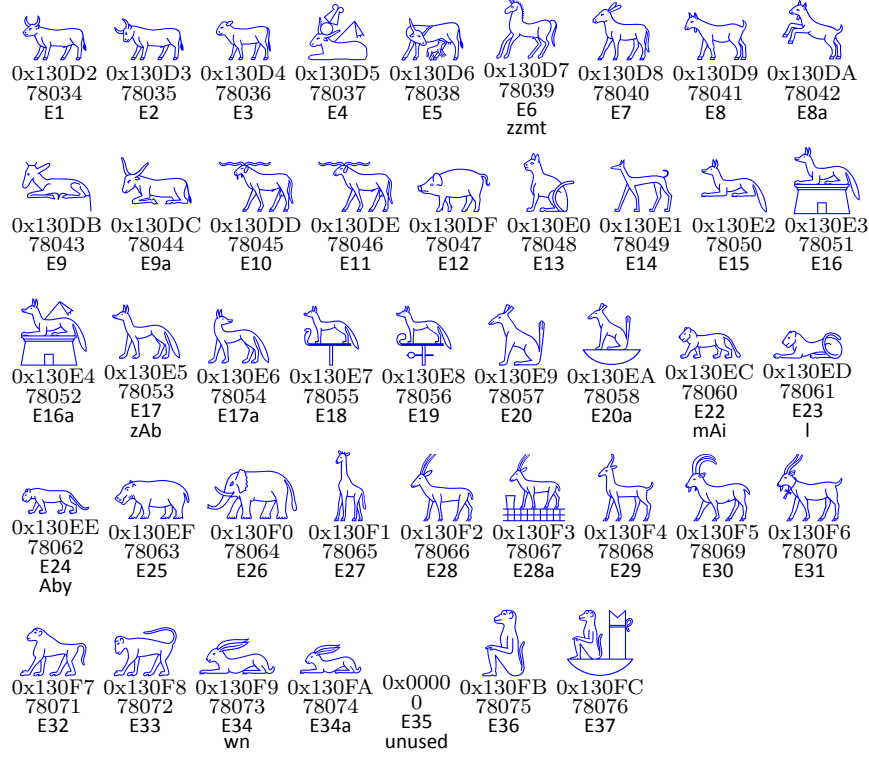 0x130D2 0x130D3 0x130D4 0x130D5 0x130D6 0x130D7 0x130D8 0x130D9 0x130DA
78034 78035 78036 78037 78038 78039 78040 78041 78042
E1 E2 E3 E4 E5 E6 E7 E8 E8a
zzmt
0x130DB 0x130DC 0x130DD 0x130DE 0x130DF 0x130E0 0x130E1 0x130E2 0x130E3
78043 78044 78045 78046 78047 78048 78049 78050 78051
E9 E9a E10 E11 E12 E13 E14 E15 E16
0x130E4 0x130E5 0x130E6 0x130E7 0x130E8 0x130E9 0x130EA 0x130EC 0x130ED
78052 78053 78054 78055 78056 78057 78058 78060 78061
E16a E17 E17a E18 E19 E20 E20a E22 E23
zAb mAi l
0x130EE 0x130EF 0x130F0 0x130F1 0x130F2 0x130F3 0x130F4 0x130F5 0x130F6
78062 78063 78064 78065 78066 78067 78068 78069 78070
E24 E25 E26 E27 E28 E28a E29 E30 E31
Aby
0x130F7 0x130F8 0x130F9 0x130FA 0x0000 0x130FB 0x130FC
78071 78072 78073 78074 0 78075 78076
E32 E33 E34 E34a E35 E36 E37
wn unused